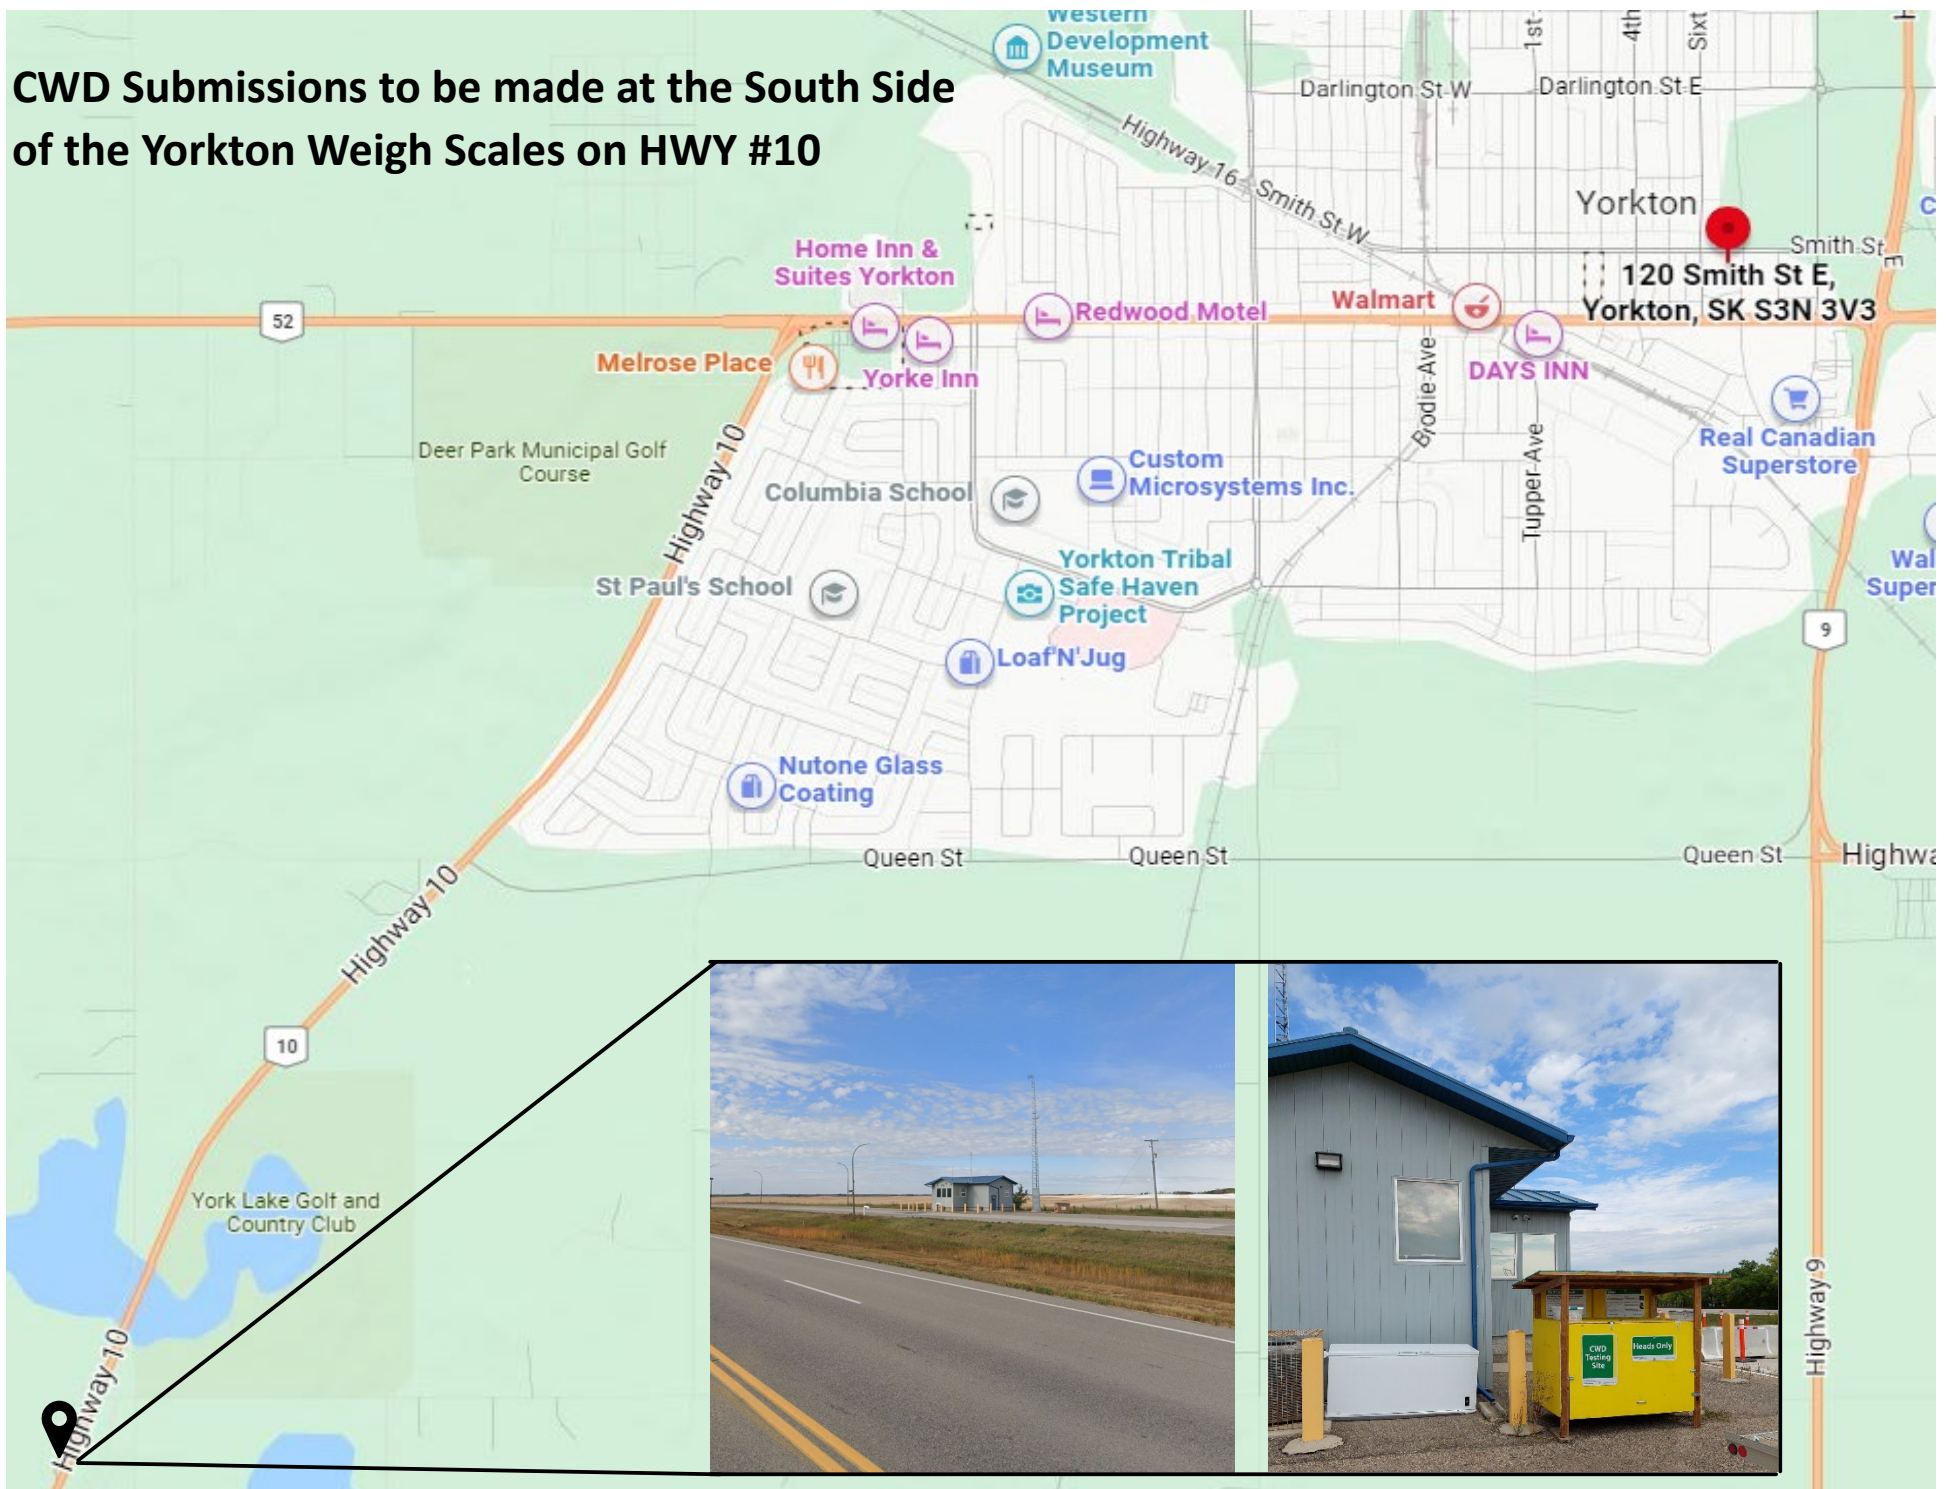 CWD Submissions to be made at the South Side
of the Yorkton Weigh Scales on HWY #10
Western
Development
Museum
Darlington St W
Darlington St E
1st
4th
Sixt
Highway 16
Smith St W
Yorkton
Smith St E
120 Smith St E,
Yorkton, SK S3N 3V3
Home Inn &
Suites Yorkton
52
Redwood Motel
Walmart
Melrose Place
Yorke Inn
DAYS INN
Brodie Ave
Real Canadian
Superstore
Deer Park Municipal Golf
Course
Highway 10
Columbia School
Custom
Microsystems Inc.
Tupper Ave
St Paul's School
Yorkton Tribal
Safe Haven
Project
Wal
Super
9
Loaf'N'Jug
Nutone Glass
Coating
Queen St
Queen St
Queen St
Highwa
Highway 10
10
York Lake Golf and
Country Club
Highway 10
Highway 9
CWD
Testing
Site
Heads Only